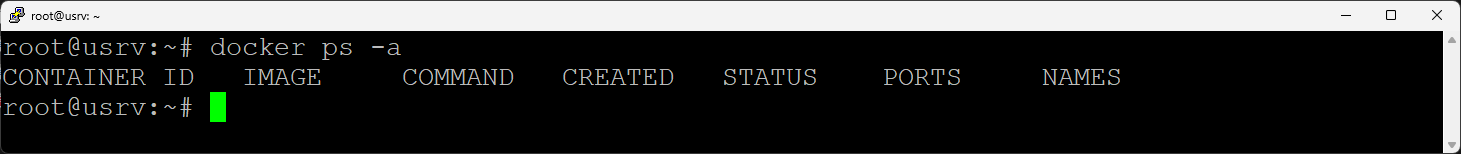 root@usrv: ~
root@usrv:~# docker ps -a
CONTAINER ID   IMAGE     COMMAND   CREATED   STATUS    PORTS     NAMES
root@usrv:~#